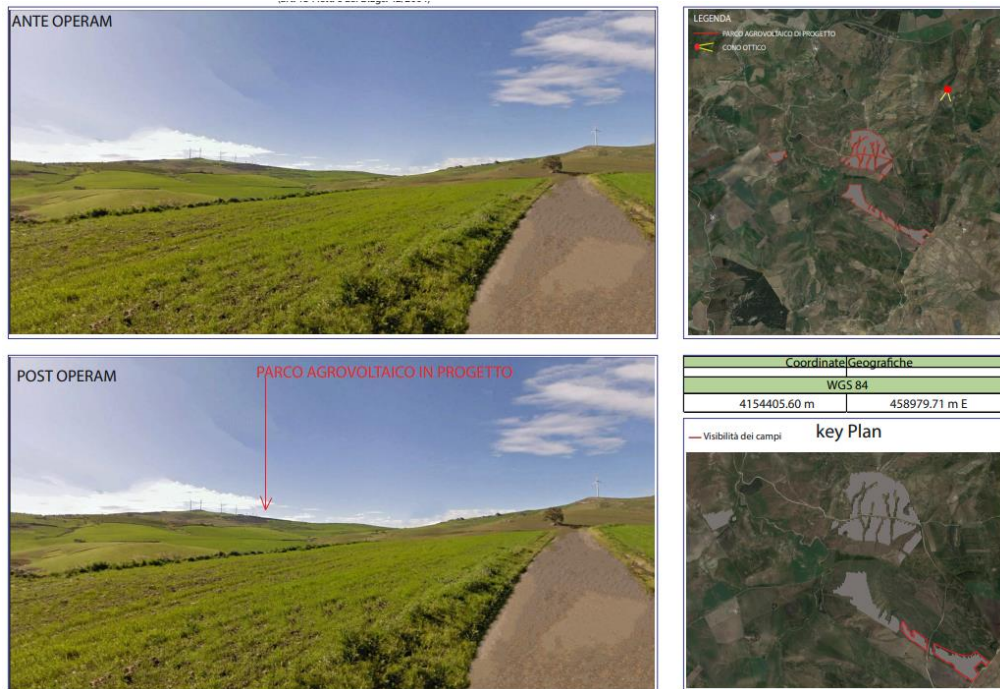 ANTE OPERAM
LEGENDA
PARCO AGROVOLTAICO DI PROGETTO
CONO OTTICO
POST OPERAM
PARCO AGROVOLTAICO IN PROGETTO
Coordinate Geografiche
WGS 84
4154405.60 m 458979.71 m E
Visibilità dei campi
key Plan